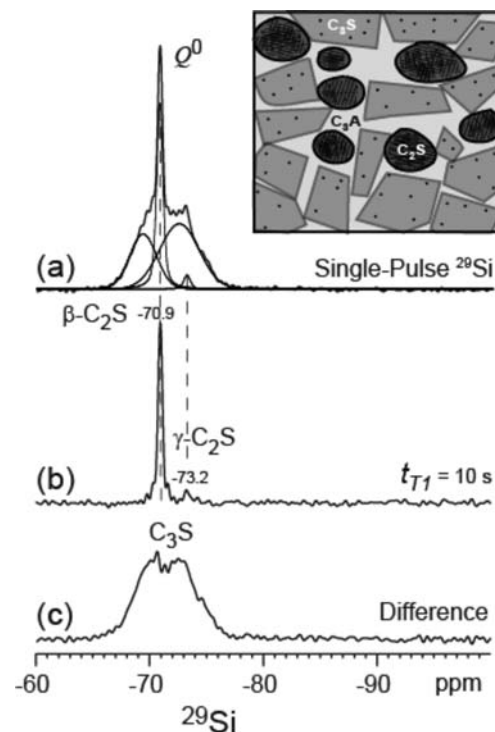 Q⁰
C₃S
C₃A
C₂S
(a)
Single-Pulse ²⁹Si
β-C₂S
-70.9
γ-C₂S
-73.2
(b)
tT1 = 10 s
C₃S
(c)
Difference
-60
-70
-80
-90
ppm
²⁹Si